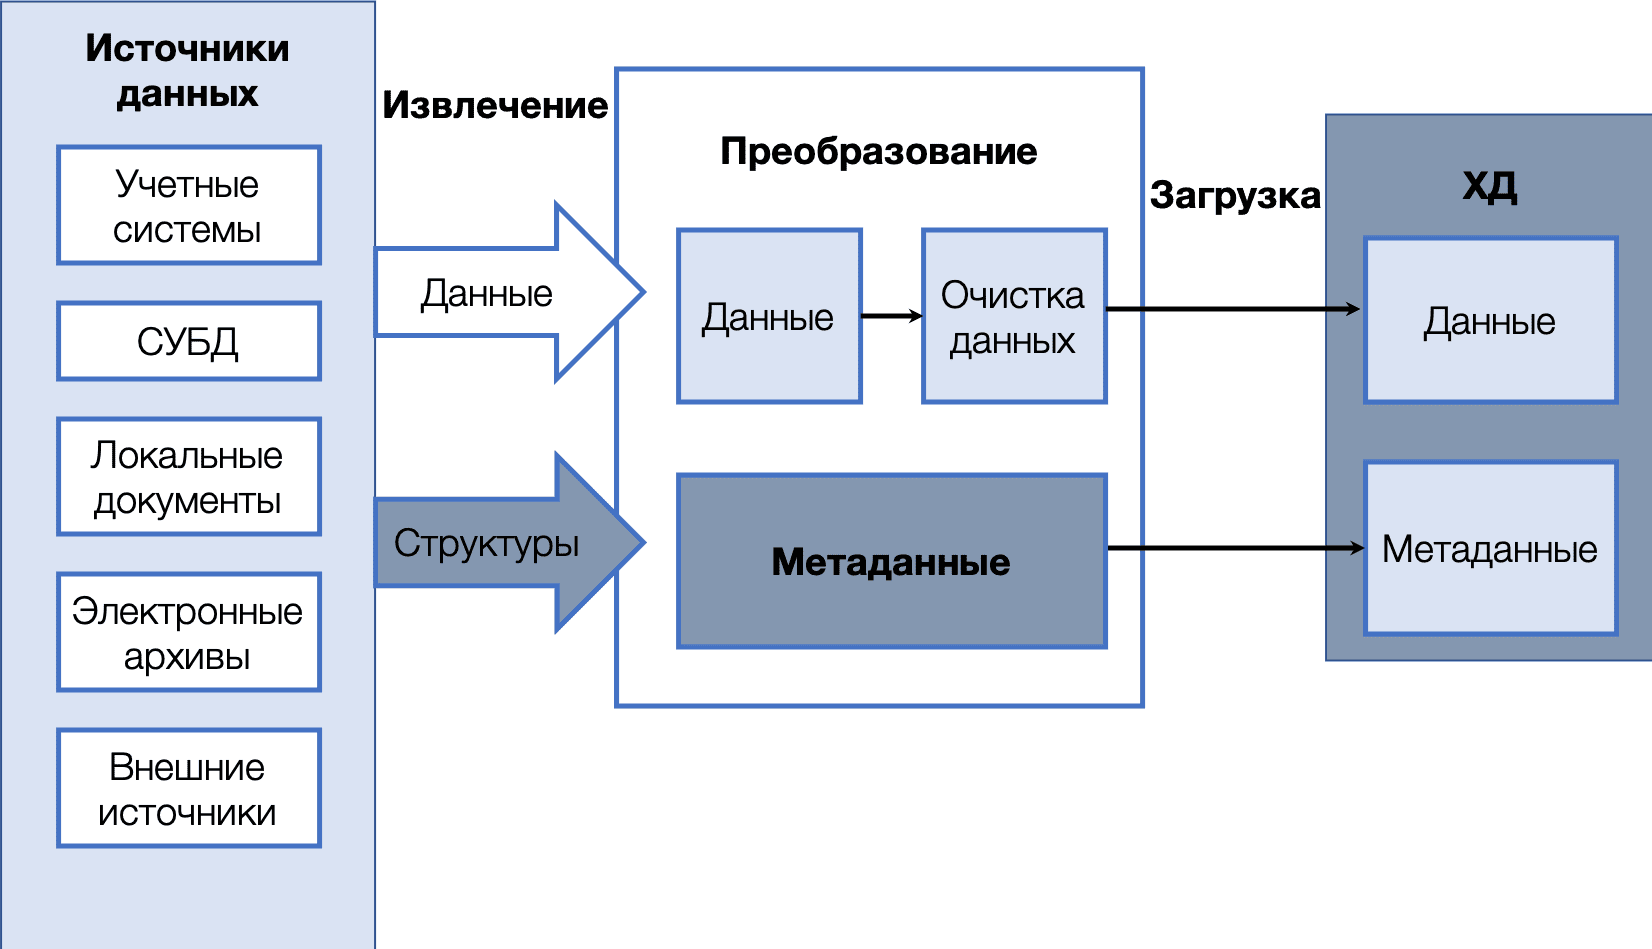 Источники
данных
Учетные
системы
СУБД
Локальные
документы
Электронные
архивы
Внешние
источники
Извлечение
Данные
Структуры
Преобразование
Данные
Очистка
данных
Метаданные
Загрузка
ХД
Данные
Метаданные